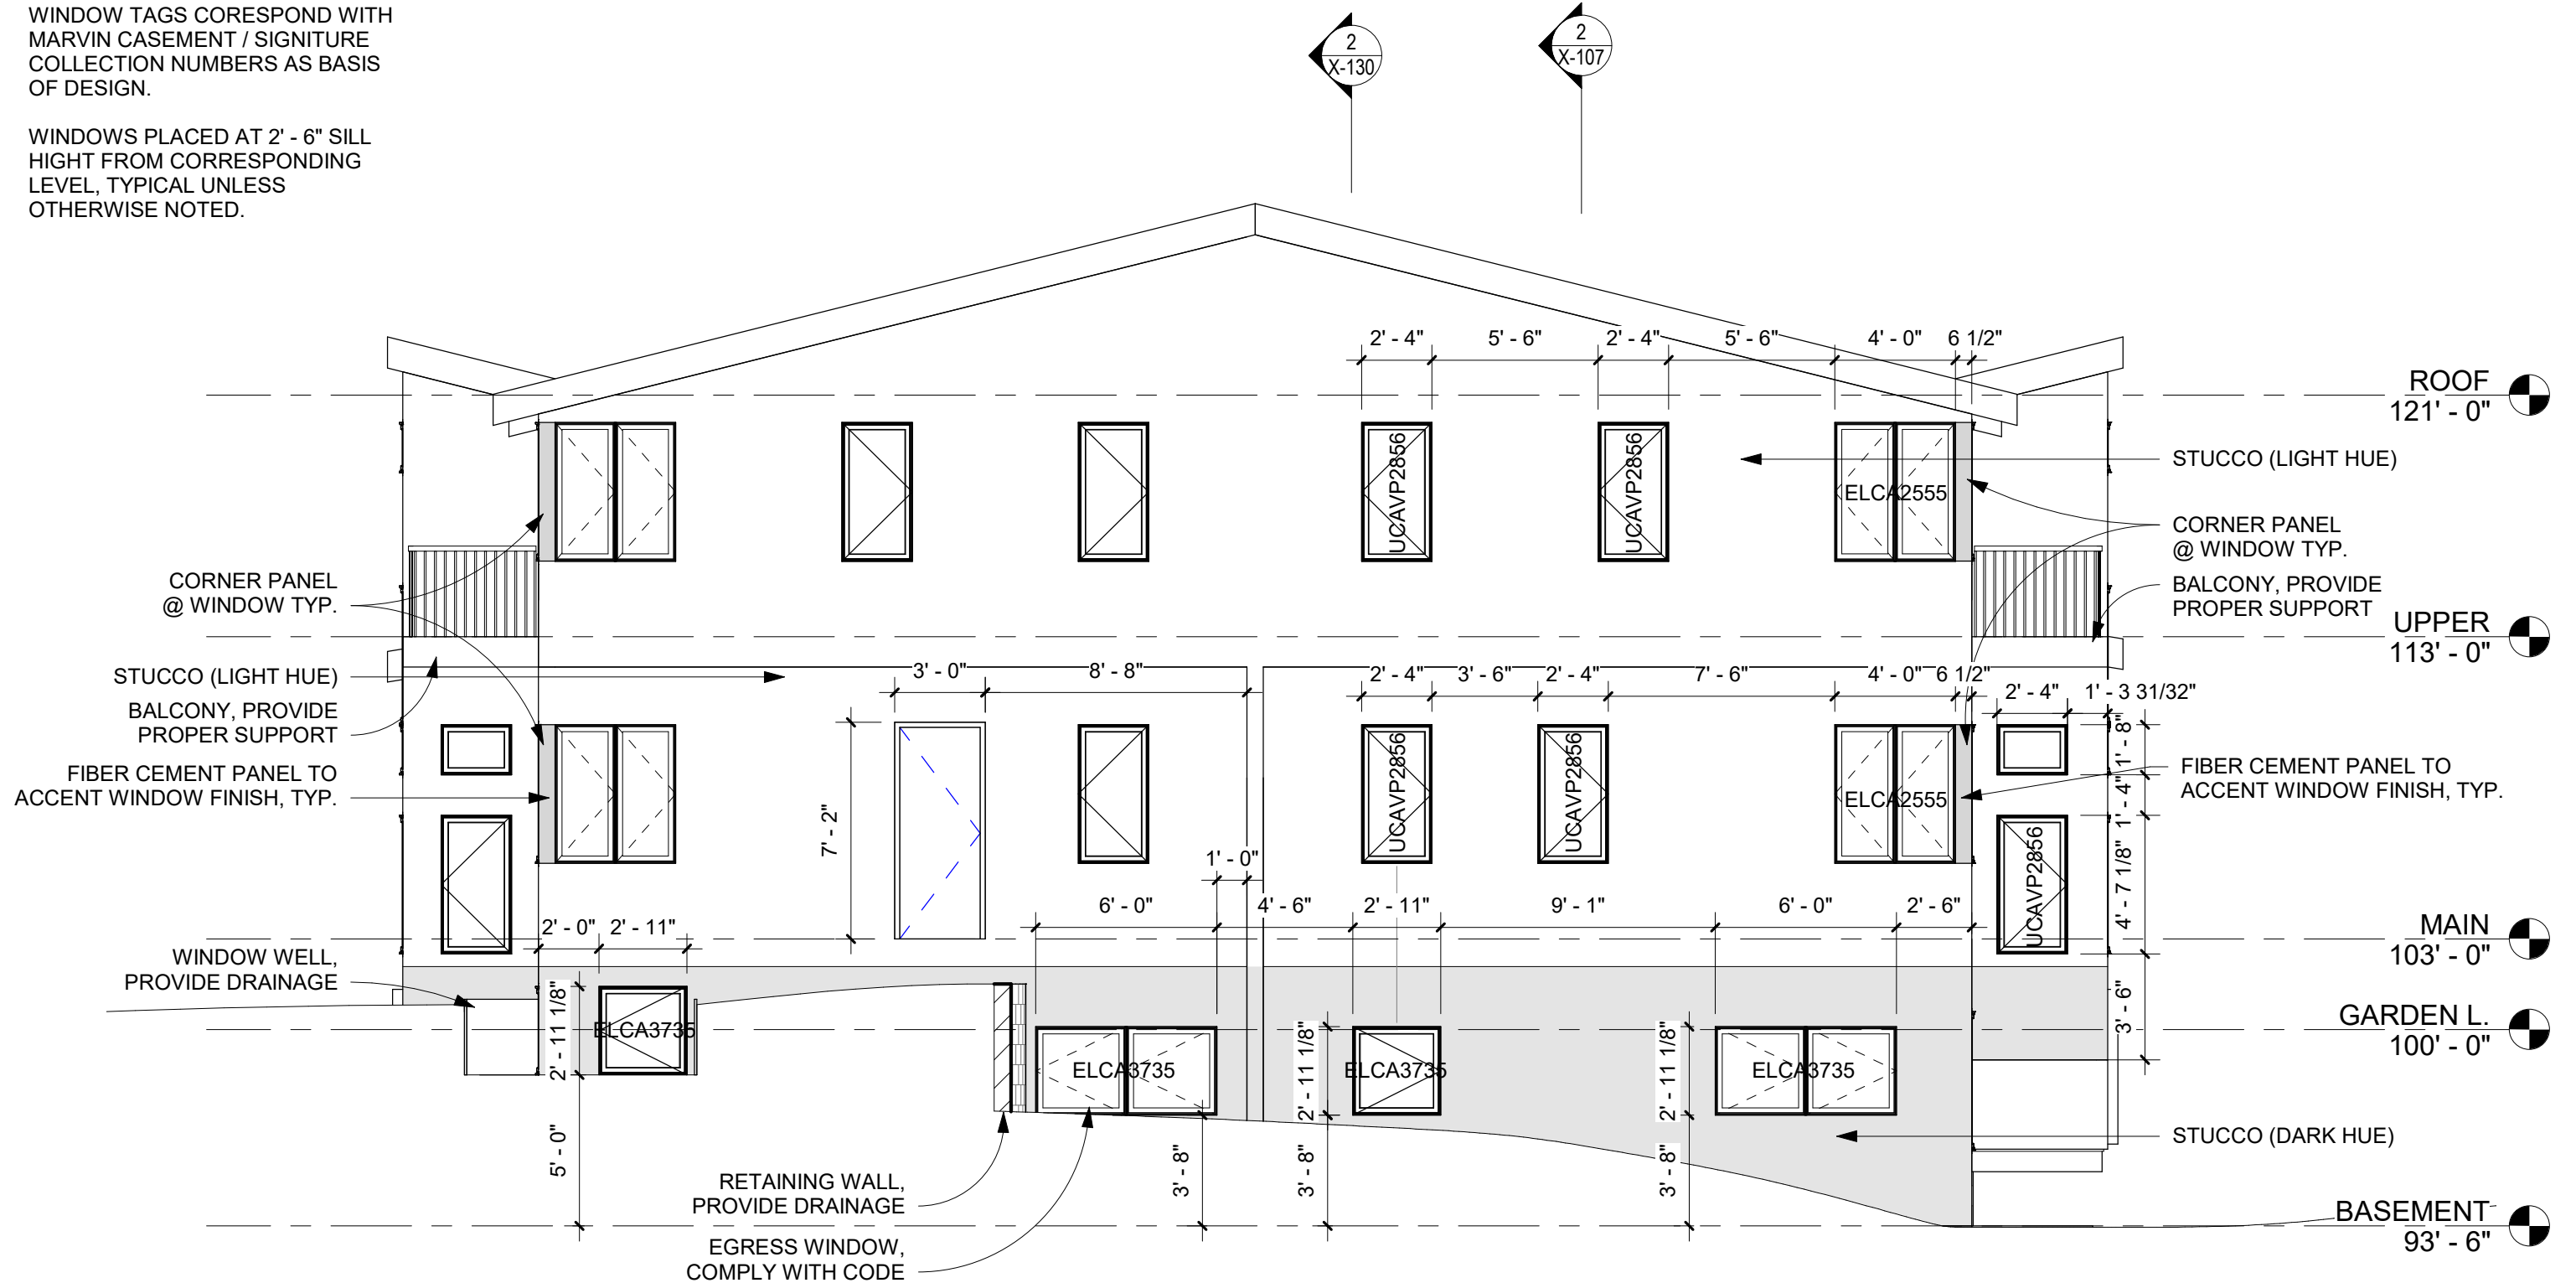 WINDOW TAGS CORESPOND WITH
MARVIN CASEMENT / SIGNITURE
COLLECTION NUMBERS AS BASIS
OF DESIGN.
WINDOWS PLACED AT 2' - 6" SILL
HIGHT FROM CORRESPONDING
LEVEL, TYPICAL UNLESS
OTHERWISE NOTED.
2
X-130
2
X-107
2' - 4"
5' - 6"
2' - 4"
5' - 6"
4' - 0"
6 1/2"
ROOF
121' - 0"
UCAVP2856
UCAVP2856
ELCA2555
STUCCO (LIGHT HUE)
CORNER PANEL
@ WINDOW TYP.
BALCONY, PROVIDE
PROPER SUPPORT
CORNER PANEL
@ WINDOW TYP.
UPPER
113' - 0"
STUCCO (LIGHT HUE)
BALCONY, PROVIDE
PROPER SUPPORT
3' - 0"
8' - 8"
2' - 4"
3' - 6"
2' - 4"
7' - 6"
4' - 0"
6 1/2"
2' - 4"
1' - 3 31/32"
FIBER CEMENT PANEL TO
ACCENT WINDOW FINISH, TYP.
7' - 2"
UCAVP2856
UCAVP2856
ELCA2555
1' - 8"
1' - 4"
4' - 7 1/8"
3' - 6"
UCAVP2856
FIBER CEMENT PANEL TO
ACCENT WINDOW FINISH, TYP.
1' - 0"
6' - 0"
4' - 6"
2' - 11"
9' - 1"
6' - 0"
2' - 6"
2' - 0"
2' - 11"
MAIN
103' - 0"
WINDOW WELL,
PROVIDE DRAINAGE
GARDEN L.
100' - 0"
2' - 11 1/8"
ELCA3735
ELCA3735
2' - 11 1/8"
ELCA3735
2' - 11 1/8"
ELCA3735
5' - 0"
3' - 8"
3' - 8"
3' - 8"
STUCCO (DARK HUE)
RETAINING WALL,
PROVIDE DRAINAGE
EGRESS WINDOW,
COMPLY WITH CODE
BASEMENT
93' - 6"